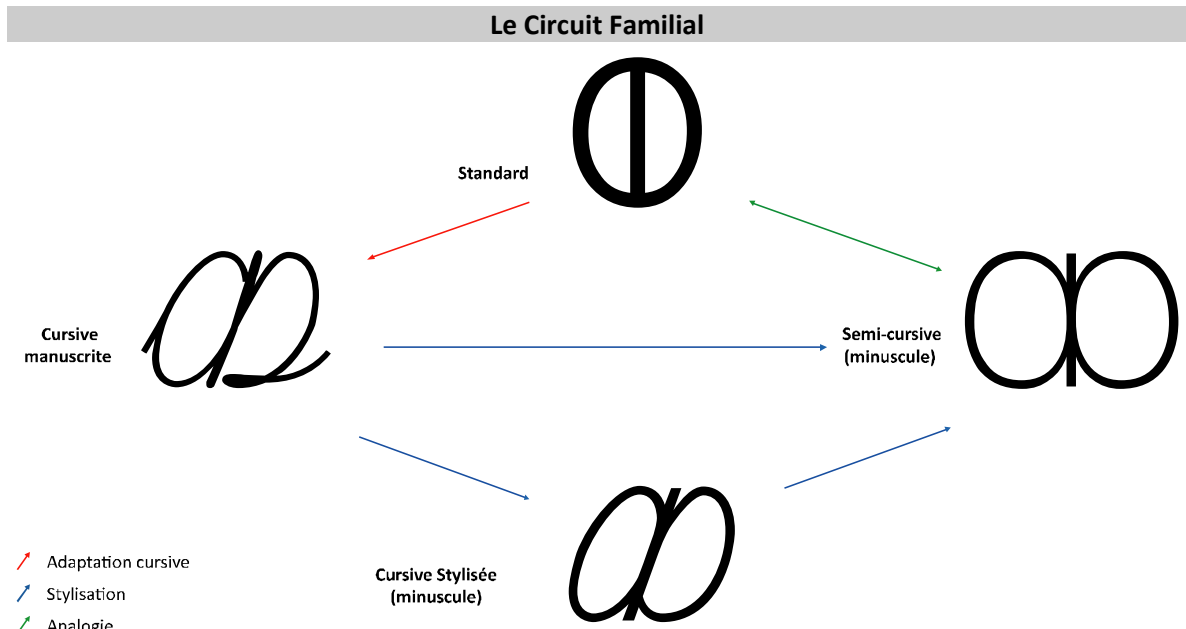 Le Circuit Familial
Standard
Cursive
manuscrite
Semi-cursive
(minuscule)
Cursive Stylisée
(minuscule)
Adaptation cursive
Stylisation
Analogie